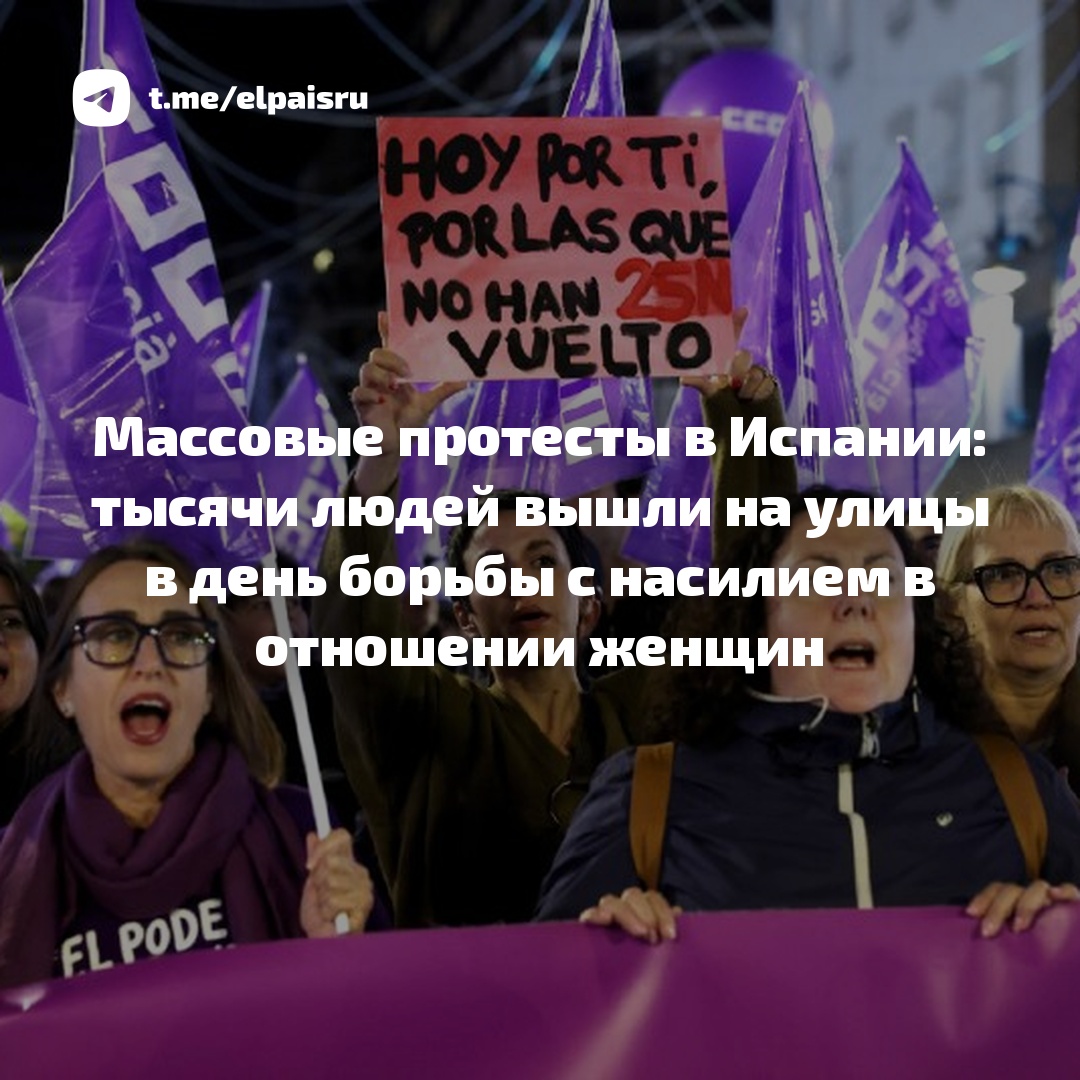 t.me/elpaisru
CCO
HOY POR Ti,
POR LAS QUE
NO HAN 25N
VUELTO
Массовые протесты в Испании:
тысячи людей вышли на улицы
в день борьбы с насилием в
отношении женщин
EL PODE